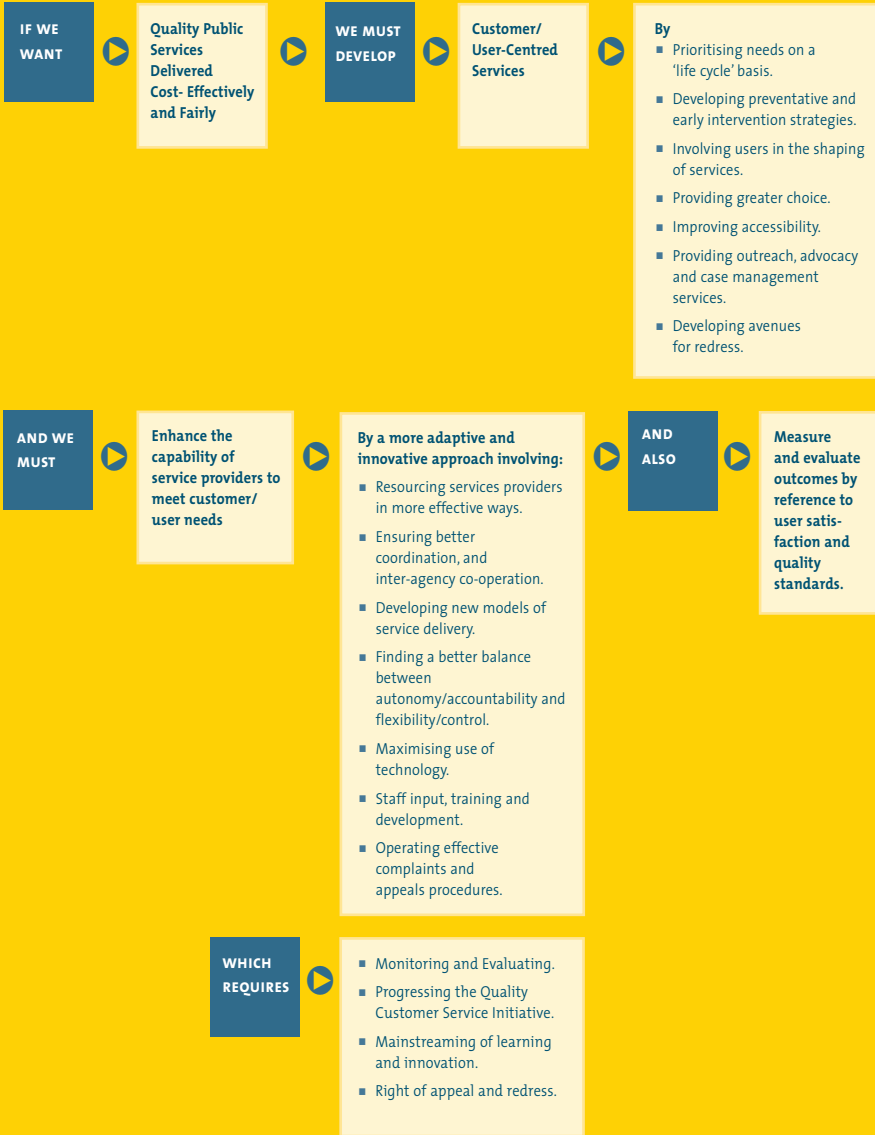 IF WE
WANT
Quality Public
Services
Delivered
Cost- Effectively
and Fairly
WE MUST
DEVELOP
Customer/
User-Centred
Services
By
▪ Prioritising needs on a
‘life cycle’ basis.
▪ Developing preventative and
early intervention strategies.
▪ Involving users in the shaping
of services.
▪ Providing greater choice.
▪ Improving accessibility.
▪ Providing outreach, advocacy
and case management
services.
▪ Developing avenues
for redress.
AND WE
MUST
Enhance the
capability of
service providers to
meet customer/
user needs
By a more adaptive and
innovative approach involving:
▪ Resourcing services providers
in more effective ways.
▪ Ensuring better
coordination, and
inter-agency co-operation.
▪ Developing new models of
service delivery.
▪ Finding a better balance
between
autonomy/accountability and
flexibility/control.
▪ Maximising use of
technology.
▪ Staff input, training and
development.
▪ Operating effective
complaints and
appeals procedures.
AND
ALSO
Measure
and evaluate
outcomes by
reference to
user satis-
faction and
quality
standards.
WHICH
REQUIRES
▪ Monitoring and Evaluating.
▪ Progressing the Quality
Customer Service Initiative.
▪ Mainstreaming of learning
and innovation.
▪ Right of appeal and redress.